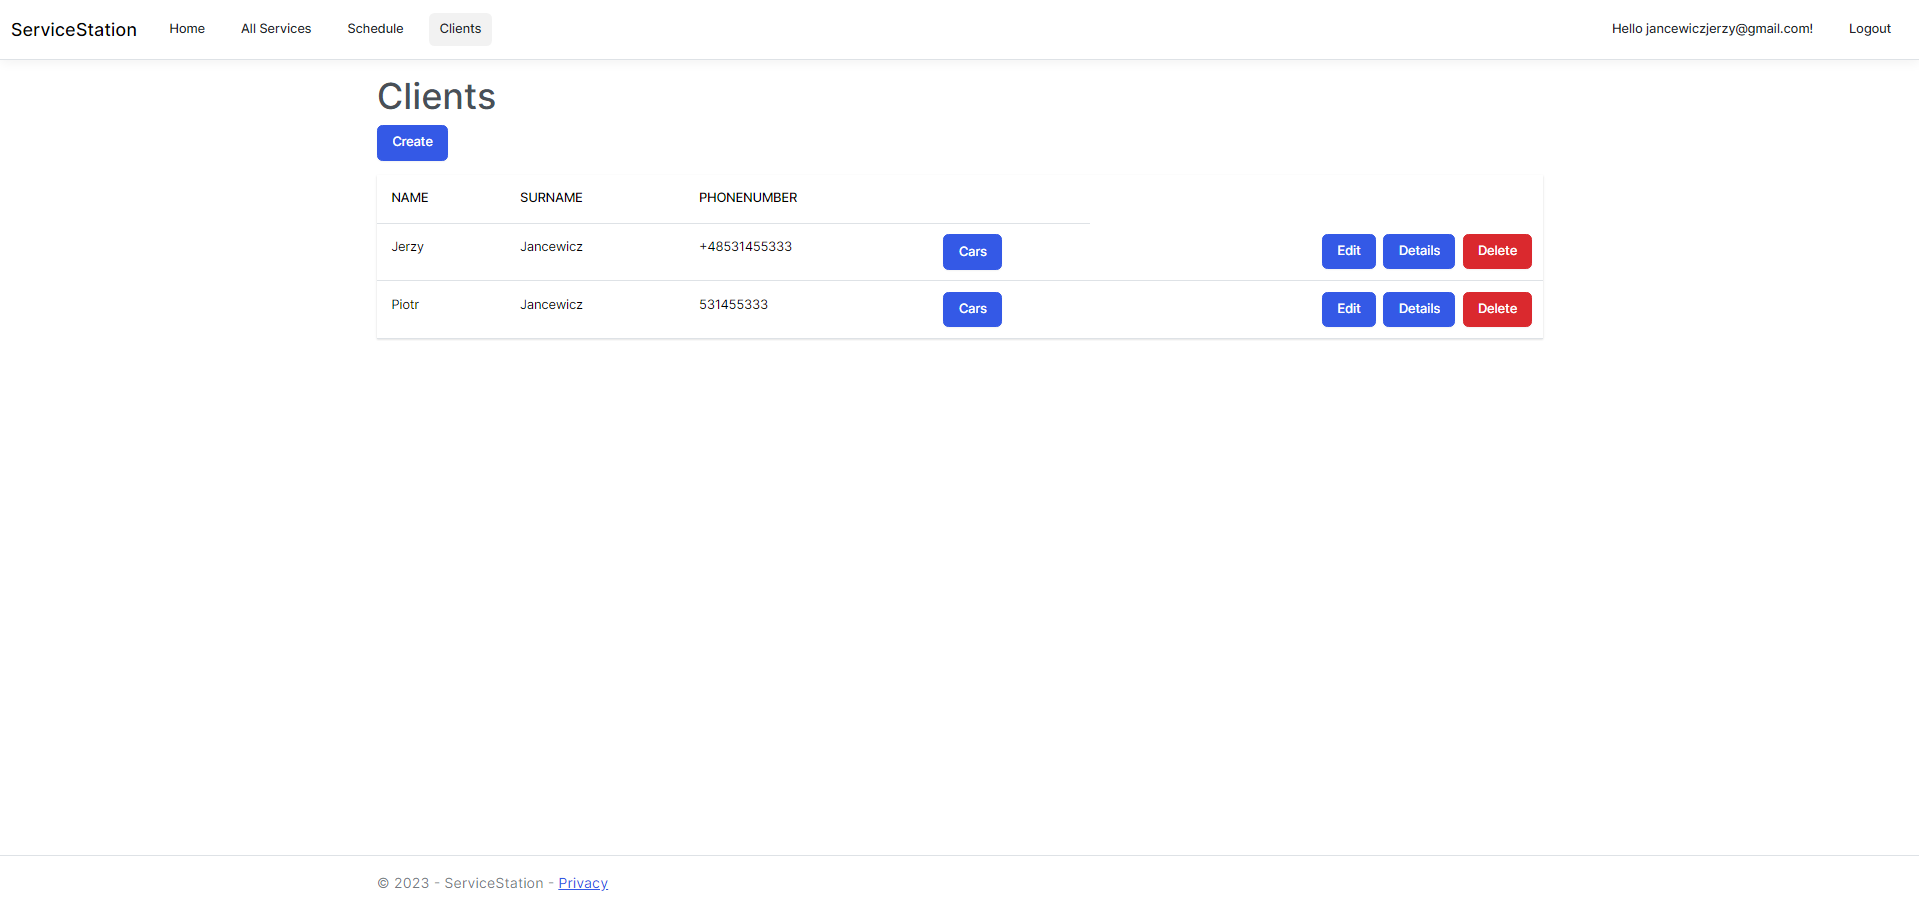 ServiceStation Home All Services Schedule Clients Hello jancewiczjerzy@gmail.com! Logout
Clients
Create
NAME SURNAME PHONENUMBER
Jerzy Jancewicz +48531455333 Cars Edit Details Delete
Piotr Jancewicz 531455333 Cars Edit Details Delete
© 2023 - ServiceStation - Privacy